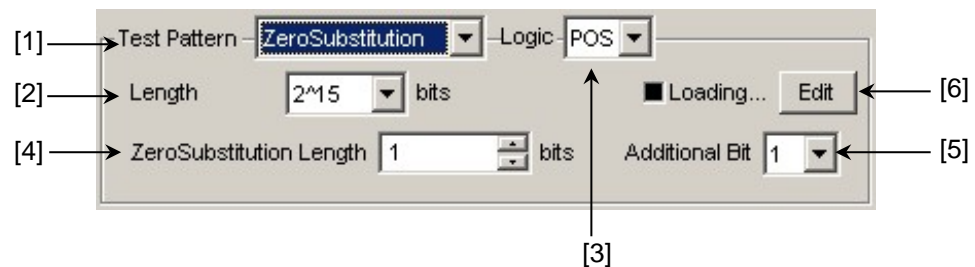 [1] Test Pattern ZeroSubstitution Logic POS
[2] Length 2^15 bits Loading... Edit [6]
[4] ZeroSubstitution Length 1 bits Additional Bit 1 [5]
[3]